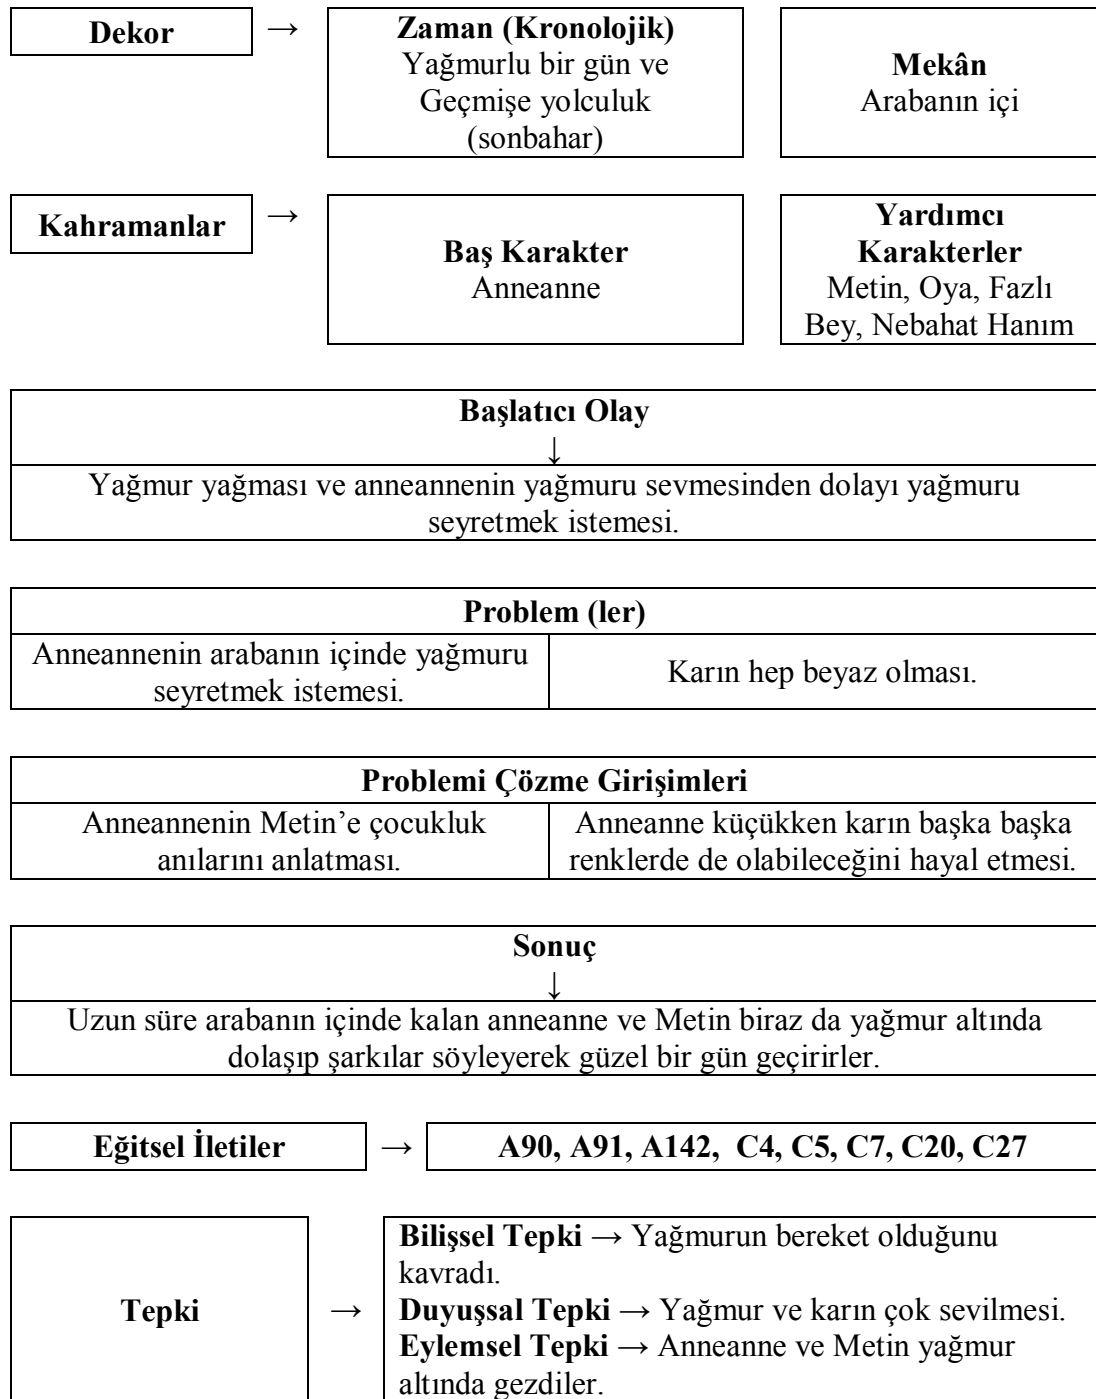 Dekor
→
Zaman (Kronolojik)
Yağmurlu bir gün ve
Geçmişe yolculuk
(sonbahar)
Mekân
Arabanın içi
Kahramanlar
→
Baş Karakter
Anneanne
Yardımcı
Karakterler
Metin, Oya, Fazlı
Bey, Nebahat Hanım
Başlatıcı Olay
↓
Yağmur yağması ve anneannenin yağmuru sevmesinden dolayı yağmuru
seyretmek istemesi.
Problem (ler)
Anneannenin arabanın içinde yağmuru
seyretmek istemesi.
Karın hep beyaz olması.
Problemi Çözme Girişimleri
Anneannenin Metin’e çocukluk
anılarını anlatması.
Anneanne küçükken karın başka başka
renklerde de olabileceğini hayal etmesi.
Sonuç
↓
Uzun süre arabanın içinde kalan anneanne ve Metin biraz da yağmur altında
dolaşıp şarkılar söyleyerek güzel bir gün geçirirler.
Eğitsel İletiler
→
A90, A91, A142, C4, C5, C7, C20, C27
Tepki
→
Bilişsel Tepki → Yağmurun bereket olduğunu
kavradı.
Duyuşsal Tepki → Yağmur ve karın çok sevilmesi.
Eylemsel Tepki → Anneanne ve Metin yağmur
altında gezdiler.